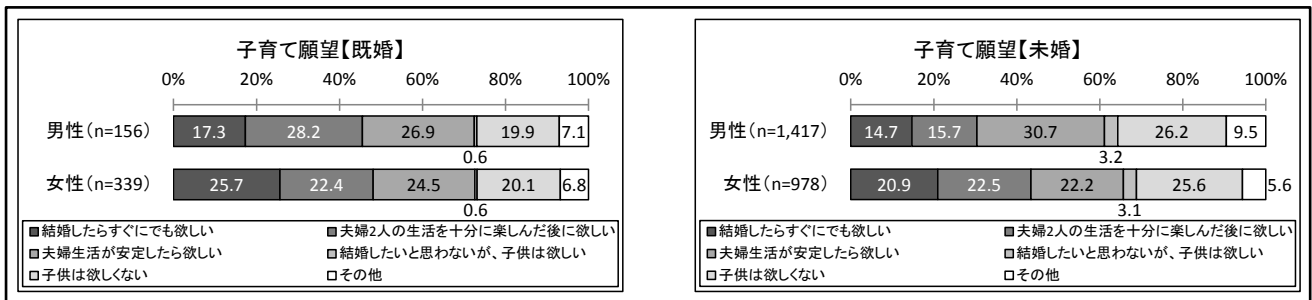 子育て願望【既婚】
0% 20% 40% 60% 80% 100%
男性(n=156) 17.3 28.2 26.9 19.9 7.1
0.6
女性(n=339) 25.7 22.4 24.5 20.1 6.8
0.6
■結婚したらすぐにでも欲しい ■夫婦2人の生活を十分に楽しんだ後に欲しい
■夫婦生活が安定したら欲しい ■結婚したいと思わないが、子供は欲しい
□子供は欲しくない □その他
子育て願望【未婚】
0% 20% 40% 60% 80% 100%
男性(n=1,417) 14.7 15.7 30.7 26.2 9.5
3.2
女性(n=978) 20.9 22.5 22.2 25.6 5.6
3.1
■結婚したらすぐにでも欲しい ■夫婦2人の生活を十分に楽しんだ後に欲しい
■夫婦生活が安定したら欲しい ■結婚したいと思わないが、子供は欲しい
□子供は欲しくない □その他